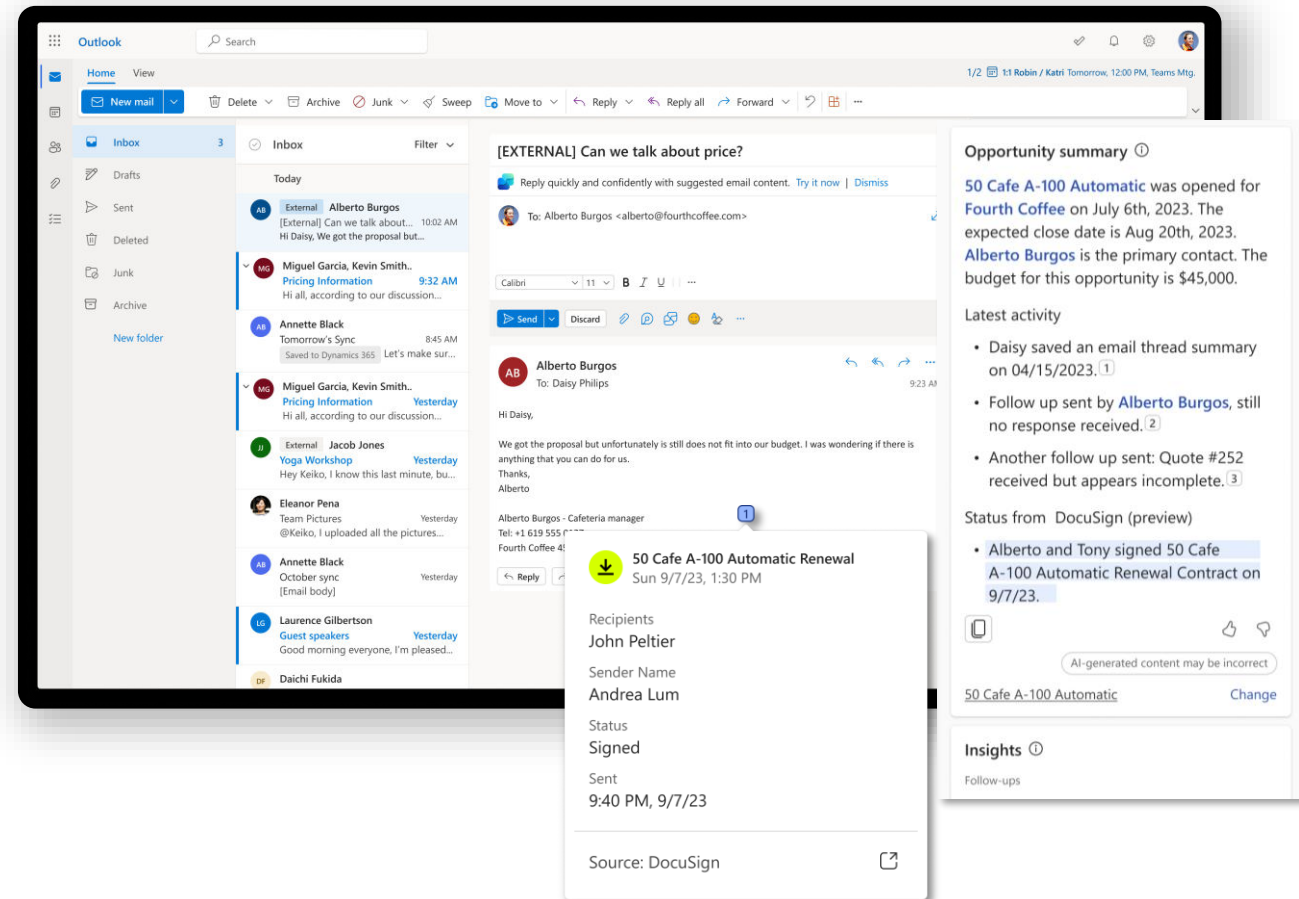 Outlook
Search
Home View
1/2 1:1 Robin / Katri Tomorrow, 12:00 PM, Teams Mtg.
New mail Delete Archive Junk Sweep Move to Reply Reply all Forward
Inbox 3
Drafts
Sent
Deleted
Junk
Archive
New folder
Inbox Filter
Today
AB
External Alberto Burgos
[External] Can we talk about... 10:02 AM
Hi Daisy, We got the proposal but...
MG
Miguel Garcia, Kevin Smith..
Pricing Information 9:32 AM
Hi all, according to our discussion...
AB
Annette Black
Tomorrow's Sync 8:45 AM
Saved to Dynamics 365 Let's make sur...
MG
Miguel Garcia, Kevin Smith..
Pricing Information Yesterday
Hi all, according to our discussion...
JJ
External Jacob Jones
Yoga Workshop Yesterday
Hey Keiko, I know this last minute, bu...
Eleanor Pena
Team Pictures Yesterday
@Keiko, I uploaded all the pictures...
AB
Annette Black
October sync Yesterday
[Email body]
LG
Laurence Gilbertson
Guest speakers Yesterday
Good morning everyone, I'm pleased...
DF
Daichi Fukida
[EXTERNAL] Can we talk about price?
Reply quickly and confidently with suggested email content. Try it now | Dismiss
To: Alberto Burgos <alberto@fourthcoffee.com>
Calibri 11 B I U ...
Send Discard ...
AB
Alberto Burgos
To: Daisy Philips 9:23 AM
Hi Daisy,
We got the proposal but unfortunately is still does not fit into our budget. I was wondering if there is
anything that you can do for us.
Thanks,
Alberto
Alberto Burgos - Cafeteria manager
Tel: +1 619 555
Fourth Coffee
Reply
1
50 Cafe A-100 Automatic Renewal
Sun 9/7/23, 1:30 PM
Recipients
John Peltier
Sender Name
Andrea Lum
Status
Signed
Sent
9:40 PM, 9/7/23
Source: DocuSign
Opportunity summary
50 Cafe A-100 Automatic was opened for
Fourth Coffee on July 6th, 2023. The
expected close date is Aug 20th, 2023.
Alberto Burgos is the primary contact. The
budget for this opportunity is $45,000.
Latest activity
• Daisy saved an email thread summary
on 04/15/2023. 1
• Follow up sent by Alberto Burgos, still
no response received. 2
• Another follow up sent: Quote #252
received but appears incomplete. 3
Status from DocuSign (preview)
• Alberto and Tony signed 50 Cafe
A-100 Automatic Renewal Contract on
9/7/23.
AI-generated content may be incorrect
50 Cafe A-100 Automatic Change
Insights
Follow-ups